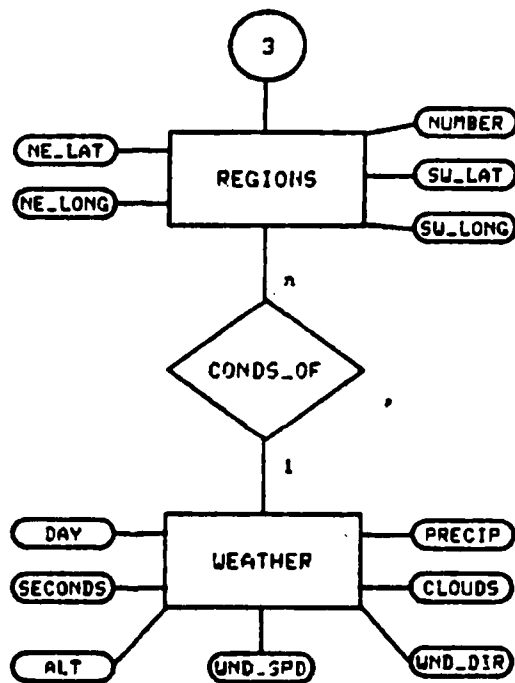 3
NUMBER
NE_LAT
REGIONS
SW_LAT
NE_LONG
SW_LONG
n
CONDS_OF
1
DAY
PRECIP
WEATHER
SECONDS
CLOUDS
ALT
WND_SPD
WND_DIR